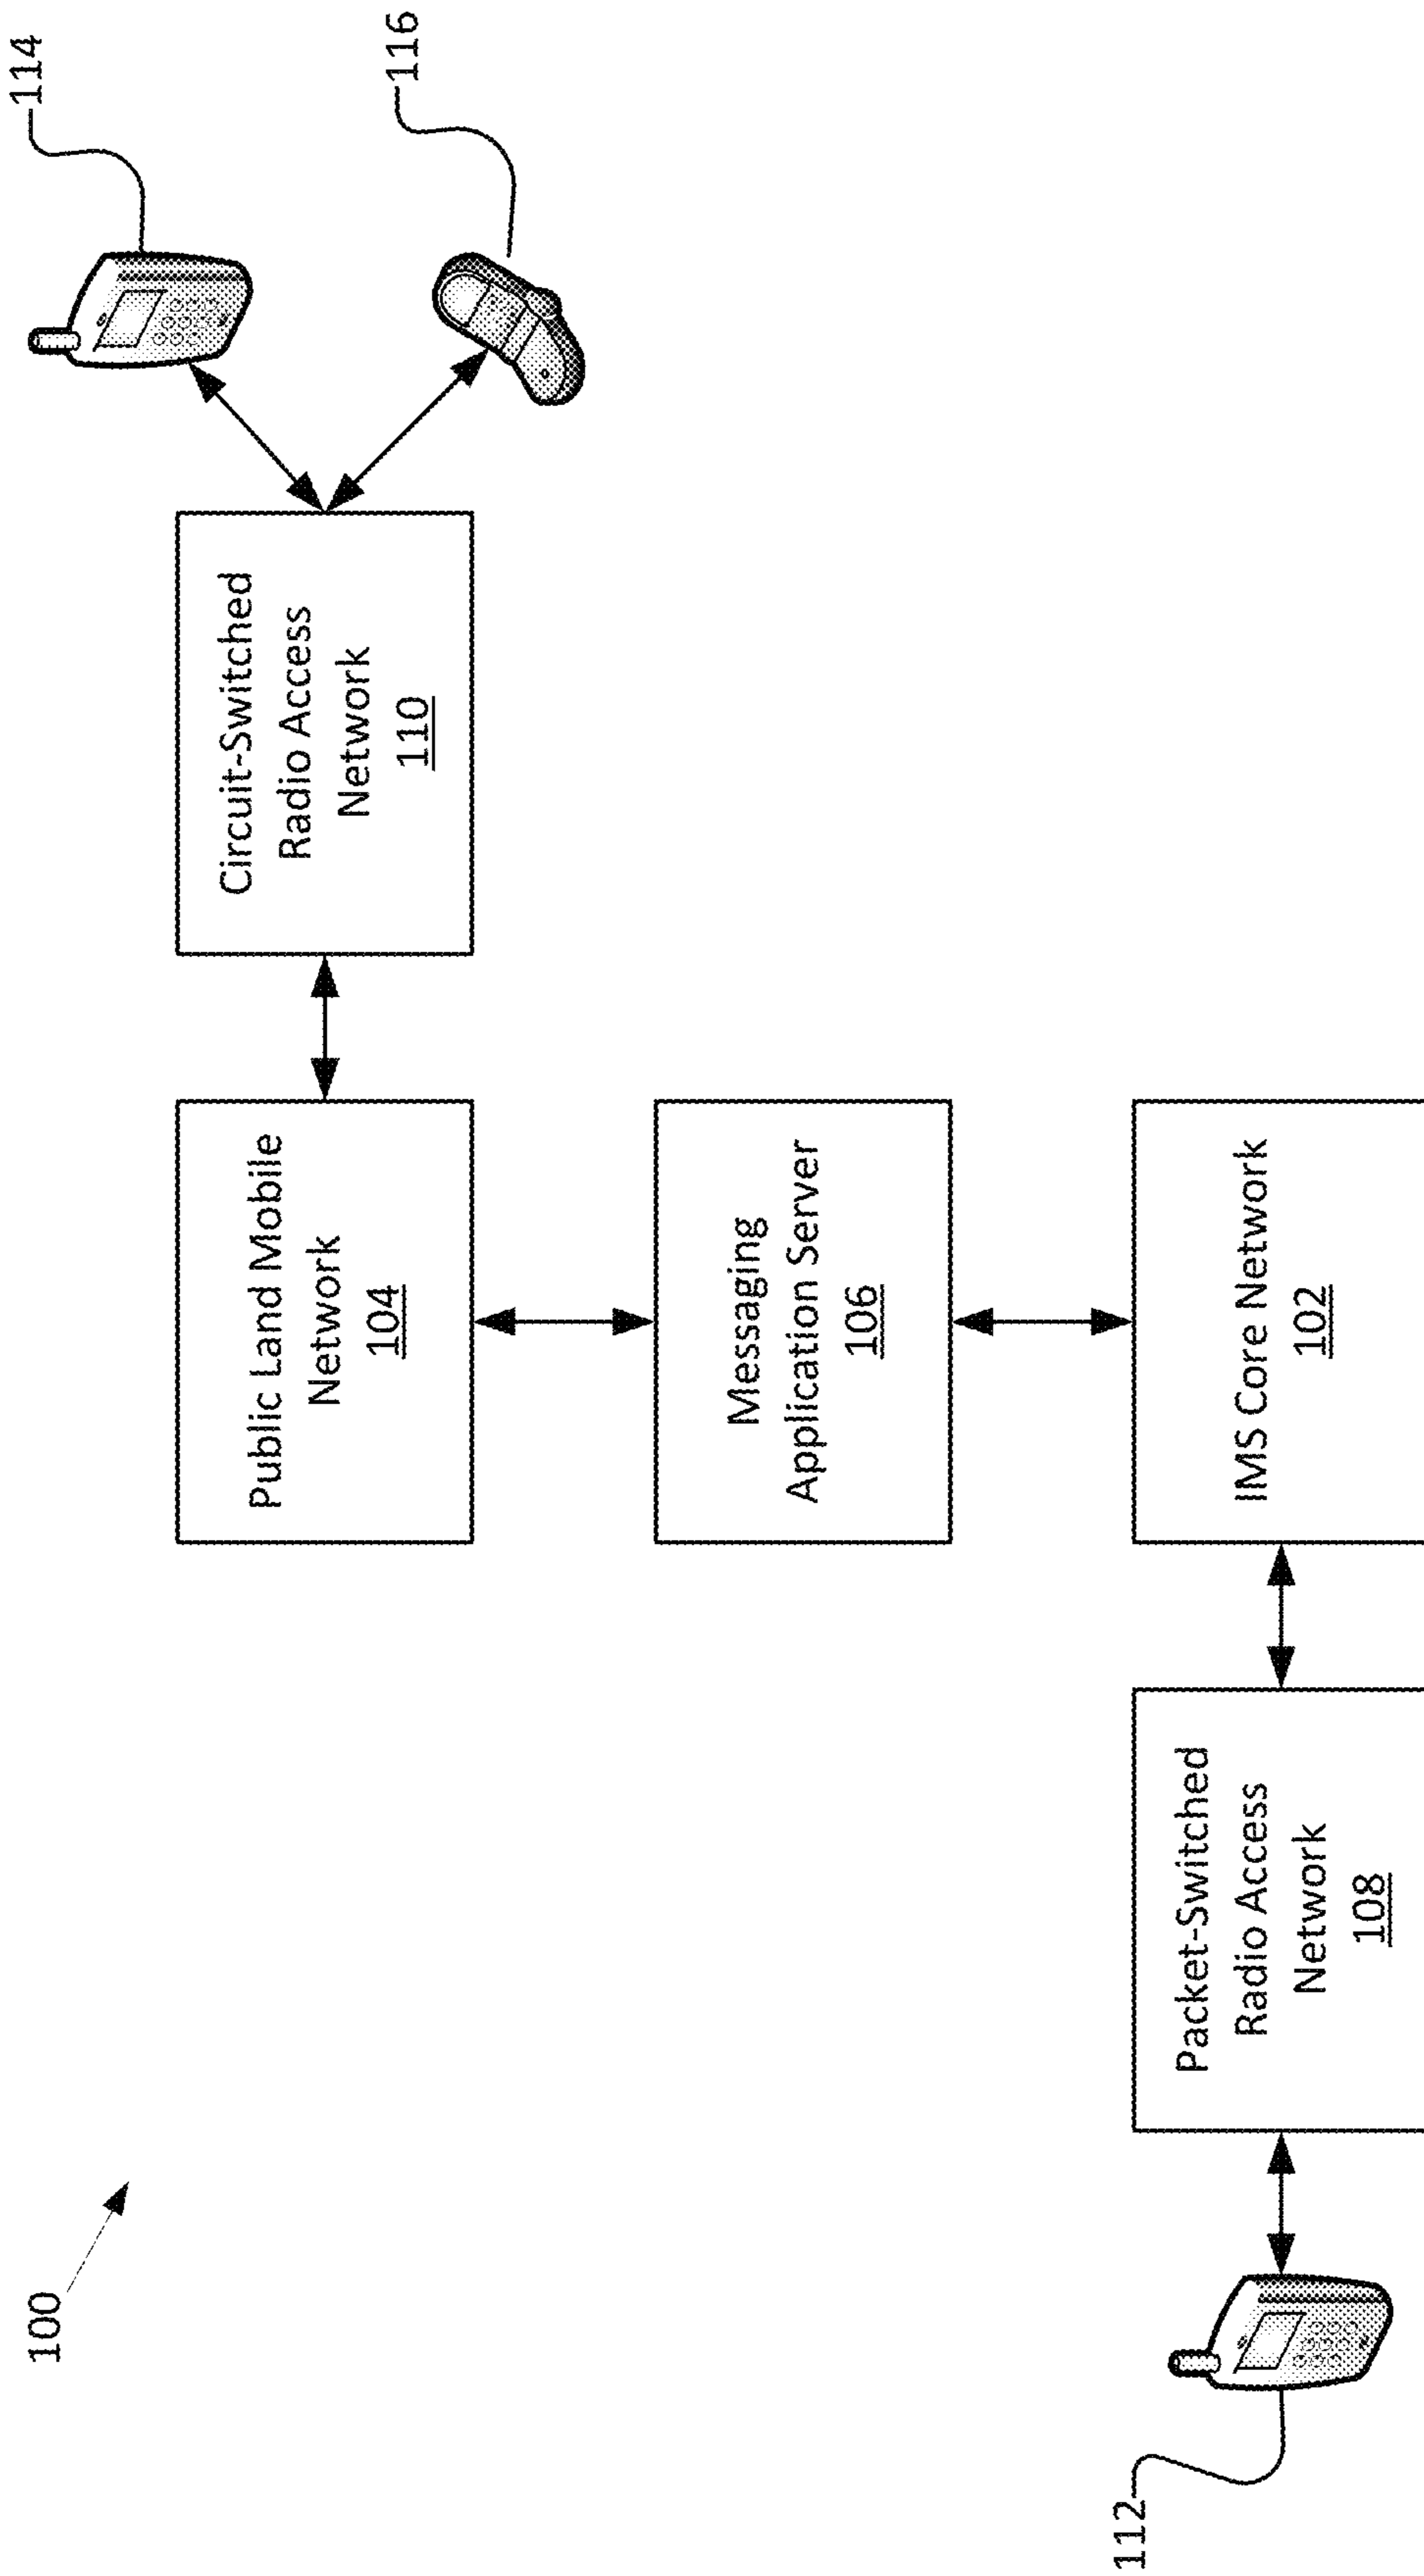 100
114
116
Public Land Mobile
Network
104
Circuit-Switched
Radio Access
Network
110
Messaging
Application Server
106
112
Packet-Switched
Radio Access
Network
108
IMS Core Network
102